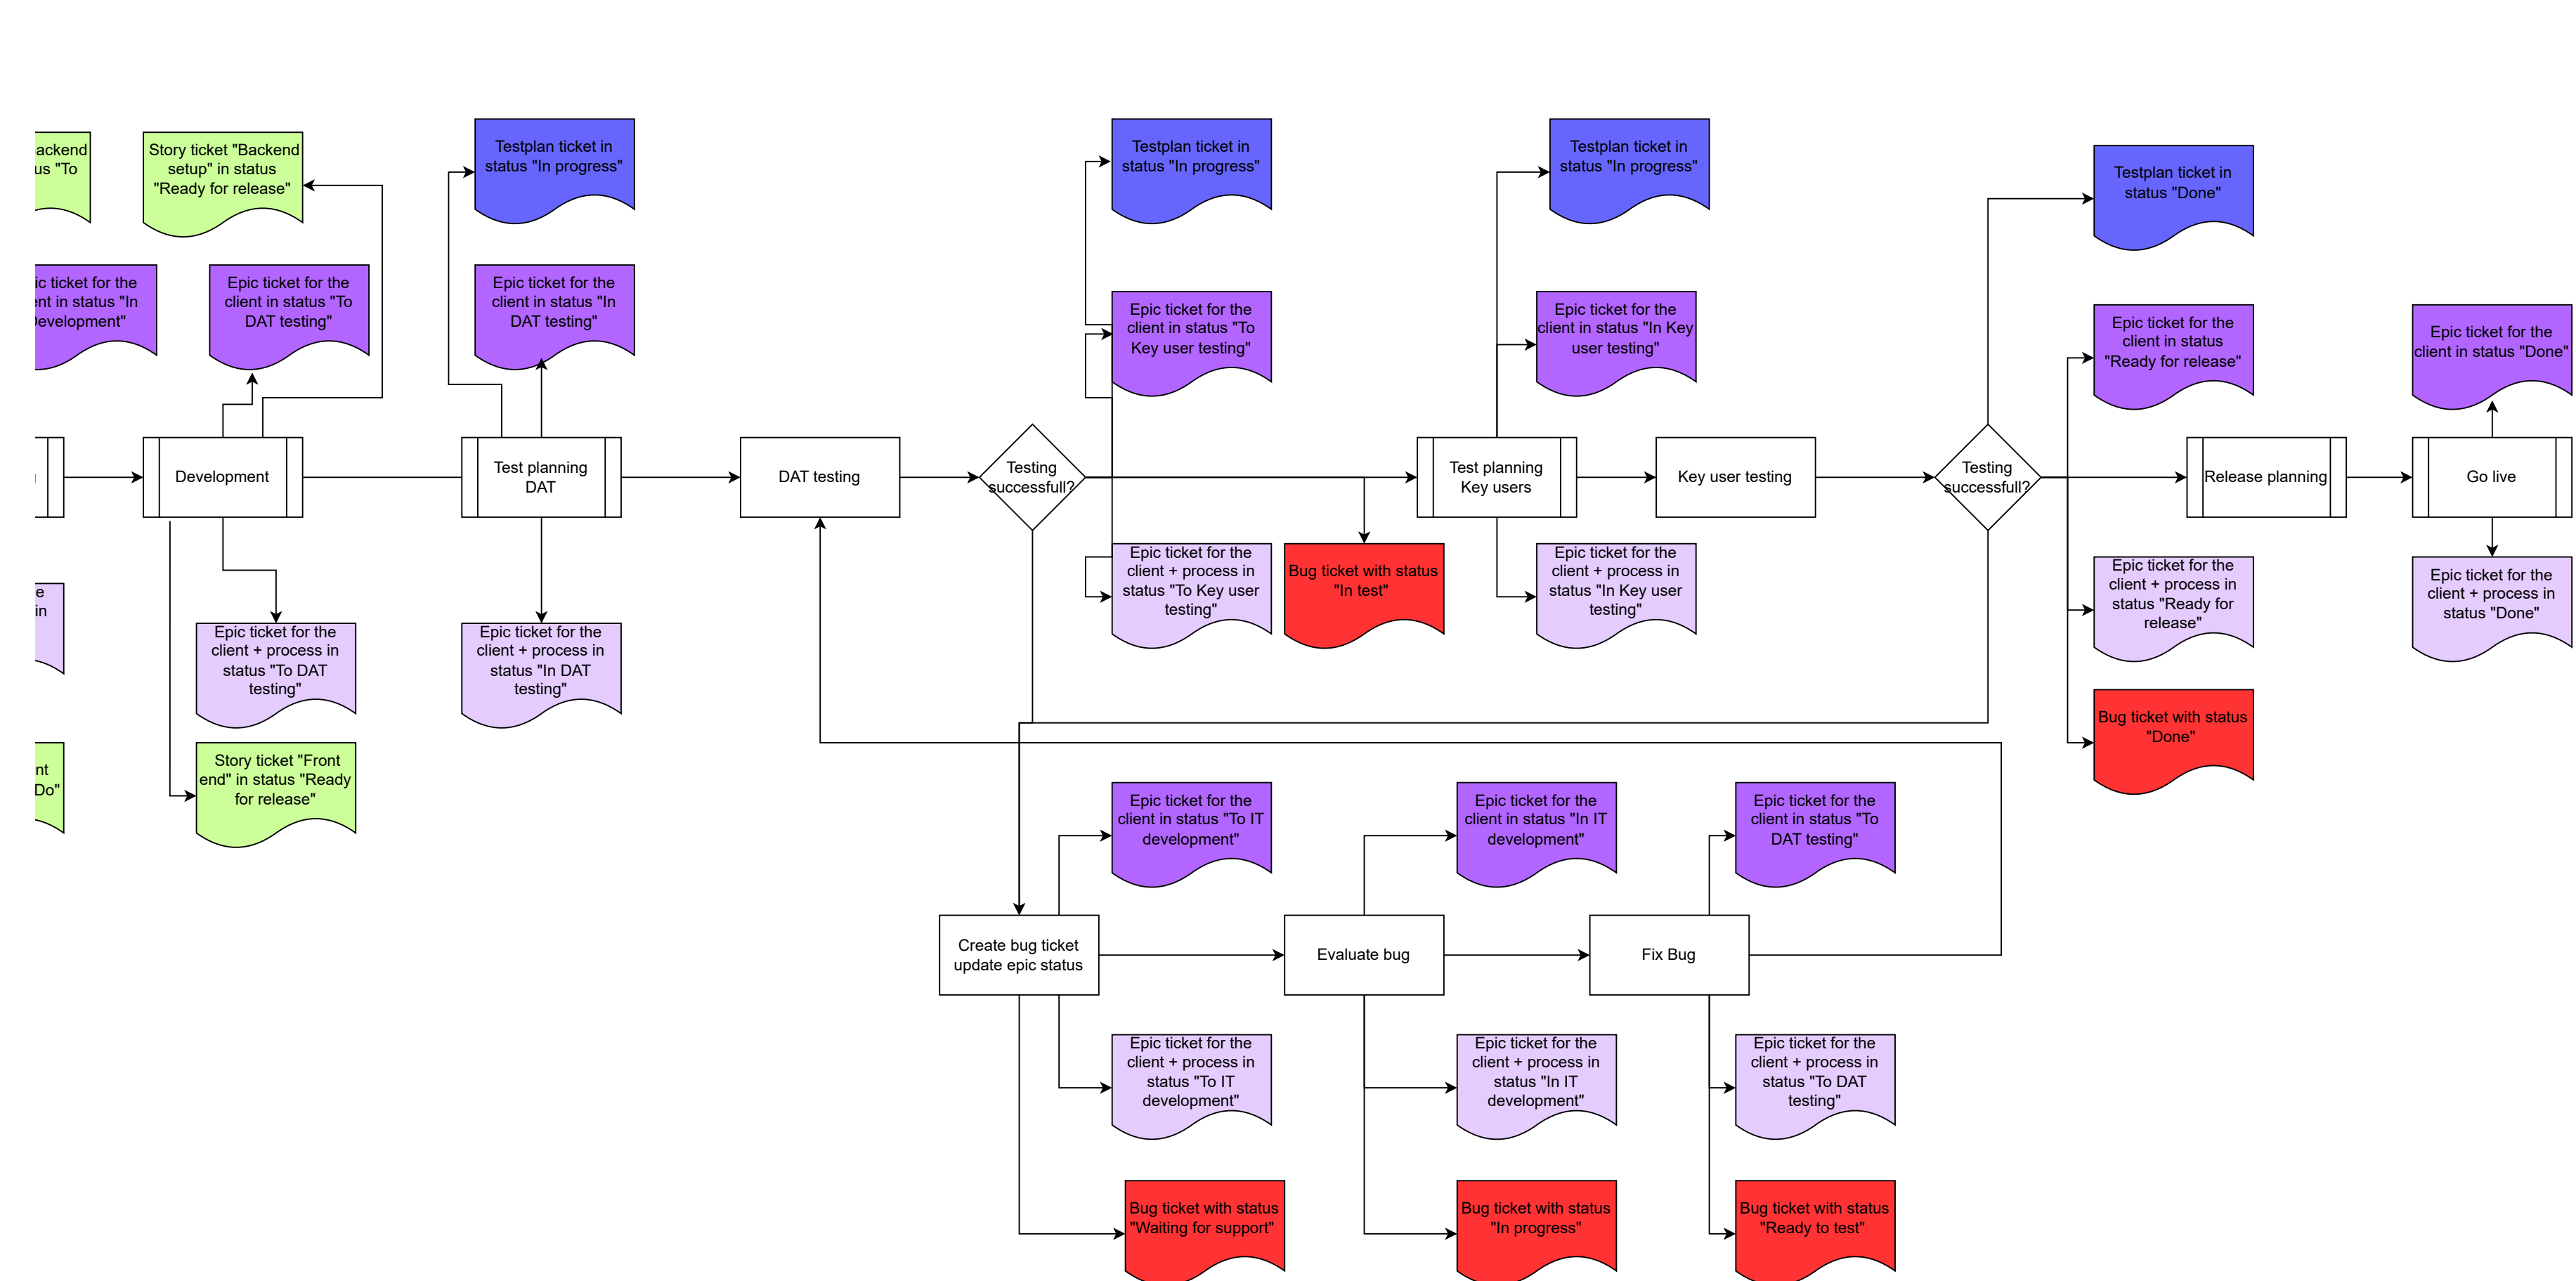 us "To
Story ticket "Backend
setup" in status
"Ready for release"
Testplan ticket in
status "In progress"
Testplan ticket in
status "In progress"
Testplan ticket in
status "In progress"
Testplan ticket in
status "Done"
ticket for the
in status "In
Epic ticket for the
client in status "To
DAT testing"
Epic ticket for the
client in status "In
DAT testing"
Epic ticket for the
client in status "To
Key user testing"
Epic ticket for the
client in status "In Key
user testing"
Epic ticket for the
client in status
"Ready for release"
Epic ticket for the
client in status "Done"
Development
Test planning
DAT
DAT testing
Testing
successfull?
Test planning
Key users
Key user testing
Testing
successfull?
Release planning
Go live
in
Epic ticket for the
client + process in
status "To DAT
testing"
Epic ticket for the
client + process in
status "In DAT
testing"
Epic ticket for the
client + process in
status "To Key user
testing"
Bug ticket with status
"In test"
Epic ticket for the
client + process in
status "In Key user
testing"
Epic ticket for the
client + process in
status "Ready for
release"
Epic ticket for the
client + process in
status "Done"
Bug ticket with status
"Done"
Do"
Story ticket "Front
end" in status "Ready
for release"
Epic ticket for the
client in status "To IT
development"
Epic ticket for the
client in status "In IT
development"
Epic ticket for the
client in status "To
DAT testing"
Create bug ticket
update epic status
Evaluate bug
Fix Bug
Epic ticket for the
client + process in
status "To IT
development"
Epic ticket for the
client + process in
status "In IT
development"
Epic ticket for the
client + process in
status "To DAT
testing"
Bug ticket with status
"Waiting for support"
Bug ticket with status
"In progress"
Bug ticket with status
"Ready to test"